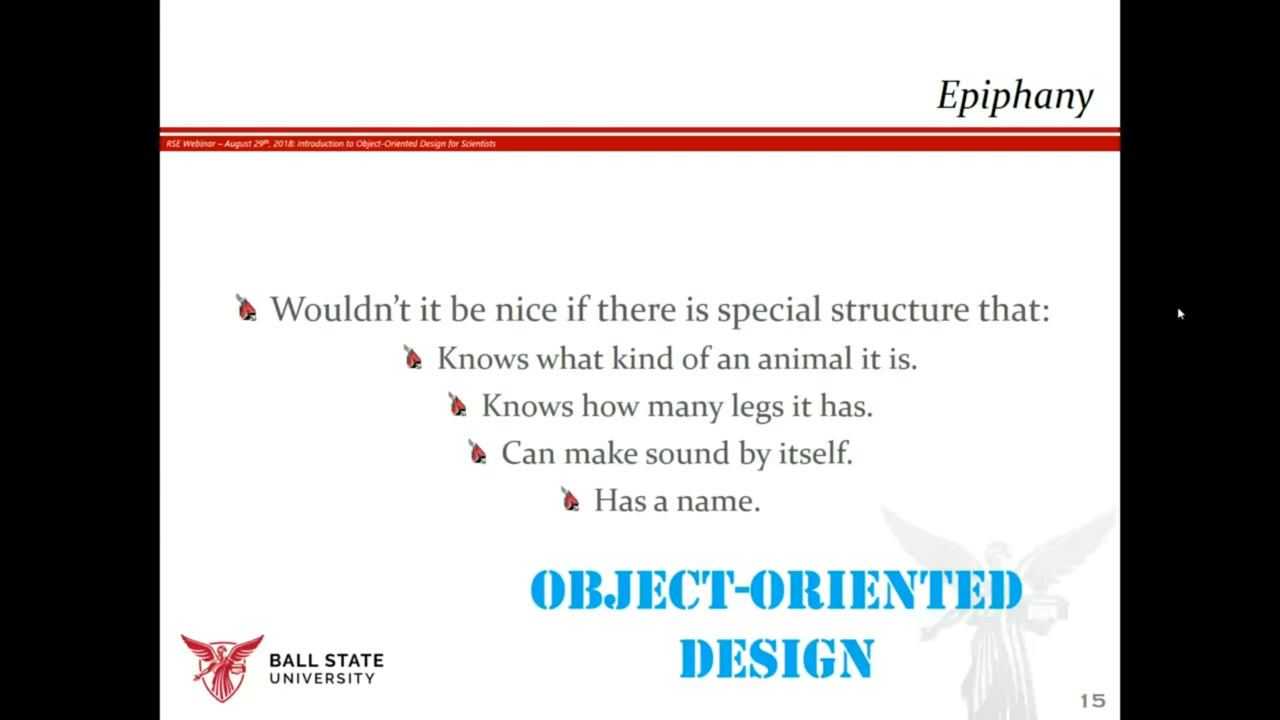 Epiphany
RSE Webinar – August 29th, 2018: Introduction to Object-Oriented Design for Scientists
Wouldn't it be nice if there is special structure that:
Knows what kind of an animal it is.
Knows how many legs it has.
Can make sound by itself.
Has a name.
OBJECT-ORIENTED
DESIGN
BALL STATE
UNIVERSITY
15